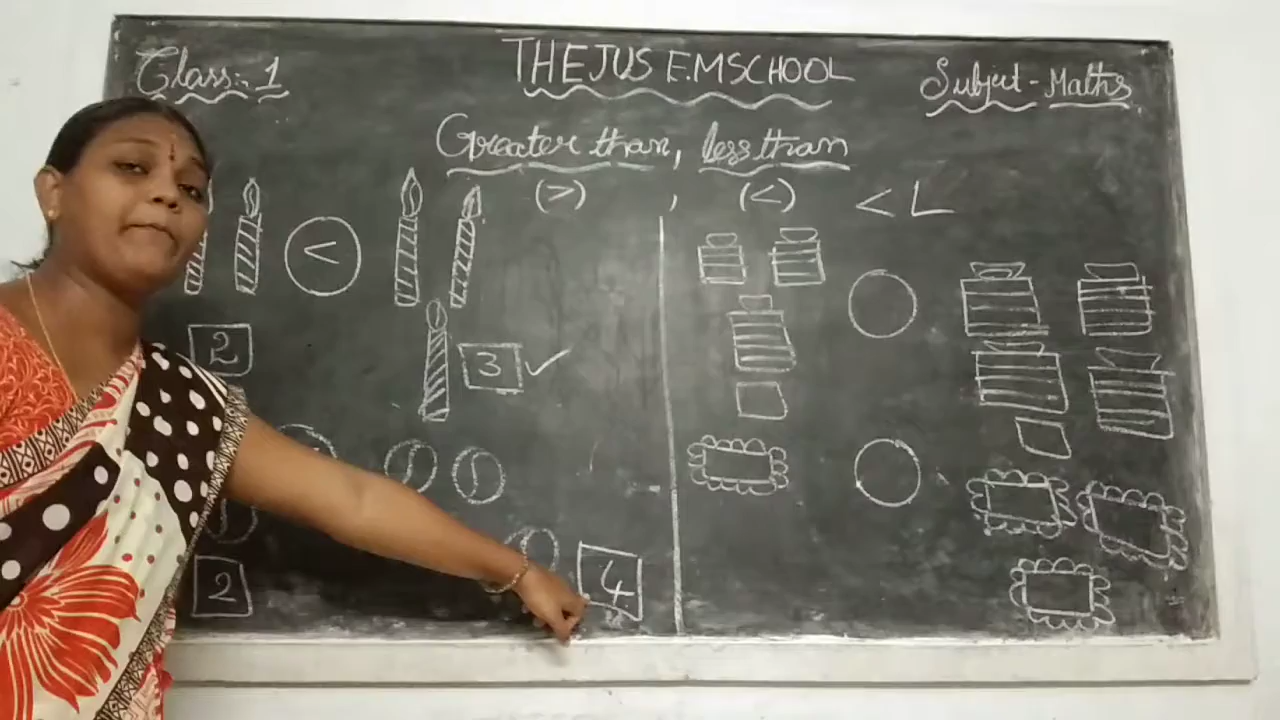 Class:- 1
THEJUS E.M SCHOOL
Subject - Maths
Greater than, less than
(>) , (<) < L
<
2
3 ✓
2
4